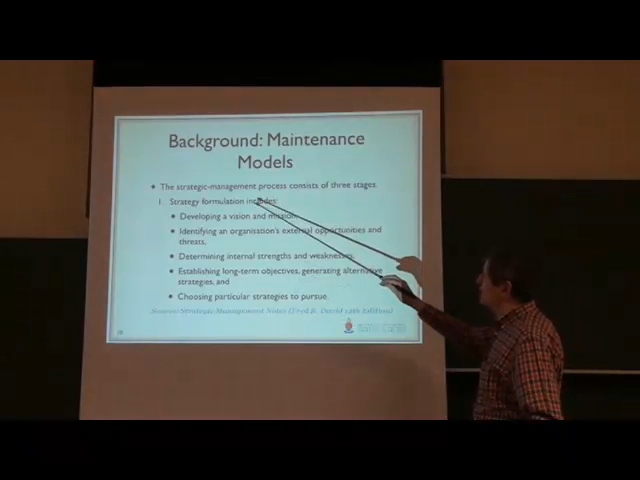 Background: Maintenance
Models
• The strategic-management process consists of three stages.
1. Strategy formulation includes:
• Developing a vision and mission,
• Identifying an organisation's external opportunities and
threats,
• Determining internal strengths and weaknesses,
• Establishing long-term objectives, generating alternative
strategies, and
• Choosing particular strategies to pursue.
Source: Strategic Management Notes (Fred R. David 12th Edition)